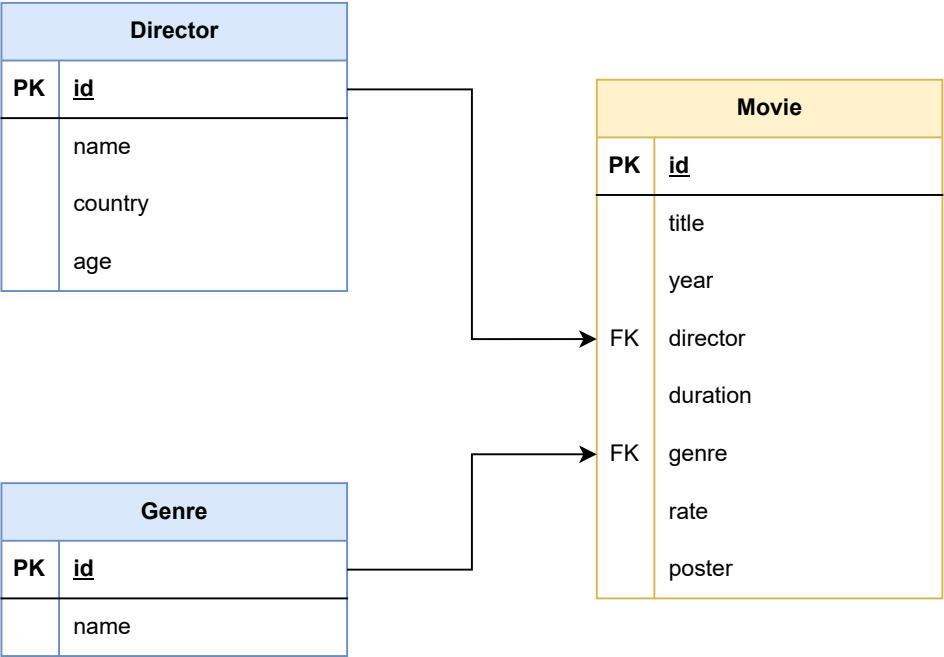 Director
PK id
name
country
age
Movie
PK id
title
year
FK director
duration
FK genre
rate
poster
Genre
PK id
name